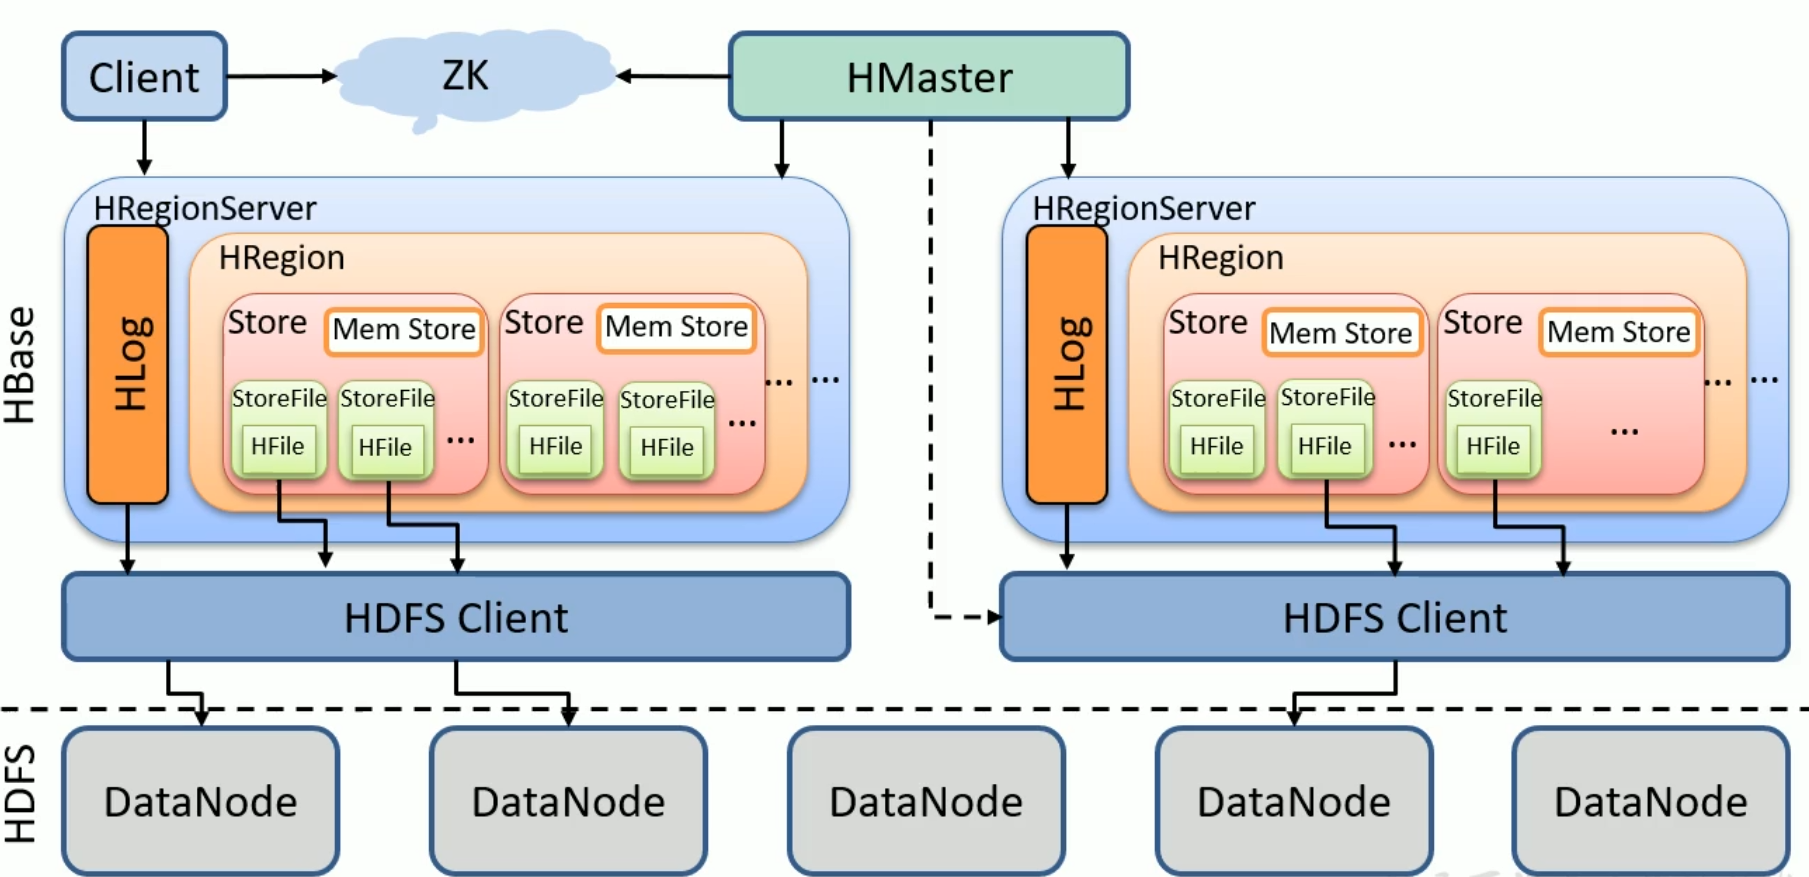 Client
ZK
HMaster
HBase
HRegionServer
HLog
HRegion
Store
Mem Store
StoreFile
HFile
StoreFile
HFile
...
Store
Mem Store
StoreFile
HFile
StoreFile
HFile
...
...
...
HRegionServer
HLog
HRegion
Store
Mem Store
StoreFile
HFile
StoreFile
HFile
...
Store
Mem Store
StoreFile
HFile
...
...
...
HDFS Client
HDFS Client
HDFS
DataNode
DataNode
DataNode
DataNode
DataNode